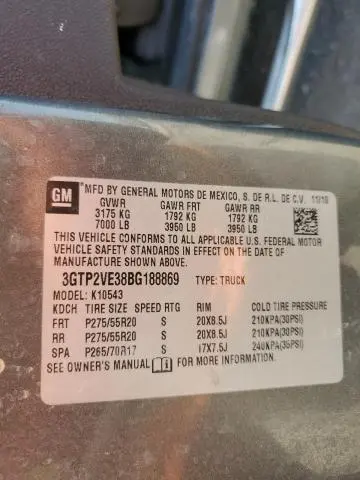 GM MFD BY GENERAL MOTORS DE MEXICO, S. DE R.L. DE C.V. 11/10
GVWR GAWR FRT GAWR RR
3175 KG 1792 KG 1792 KG
7000 LB 3950 LB 3950 LB
THIS VEHICLE CONFORMS TO ALL APPLICABLE U.S. FEDERAL MOTOR
VEHICLE SAFETY STANDARDS IN EFFECT ON THE DATE OF
MANUFACTURE SHOWN ABOVE.
3GTP2VE38BG188869 TYPE: TRUCK
MODEL: K10543
KDCH TIRE SIZE SPEED RTG RIM COLD TIRE PRESSURE
FRT P275/55R20 S 20X8.5J 210KPA(30PSI)
RR P275/55R20 S 20X8.5J 210KPA(30PSI)
SPA P265/70R17 S 17X7.5J 240KPA(35PSI)
SEE OWNER'S MANUAL FOR MORE INFORMATION.